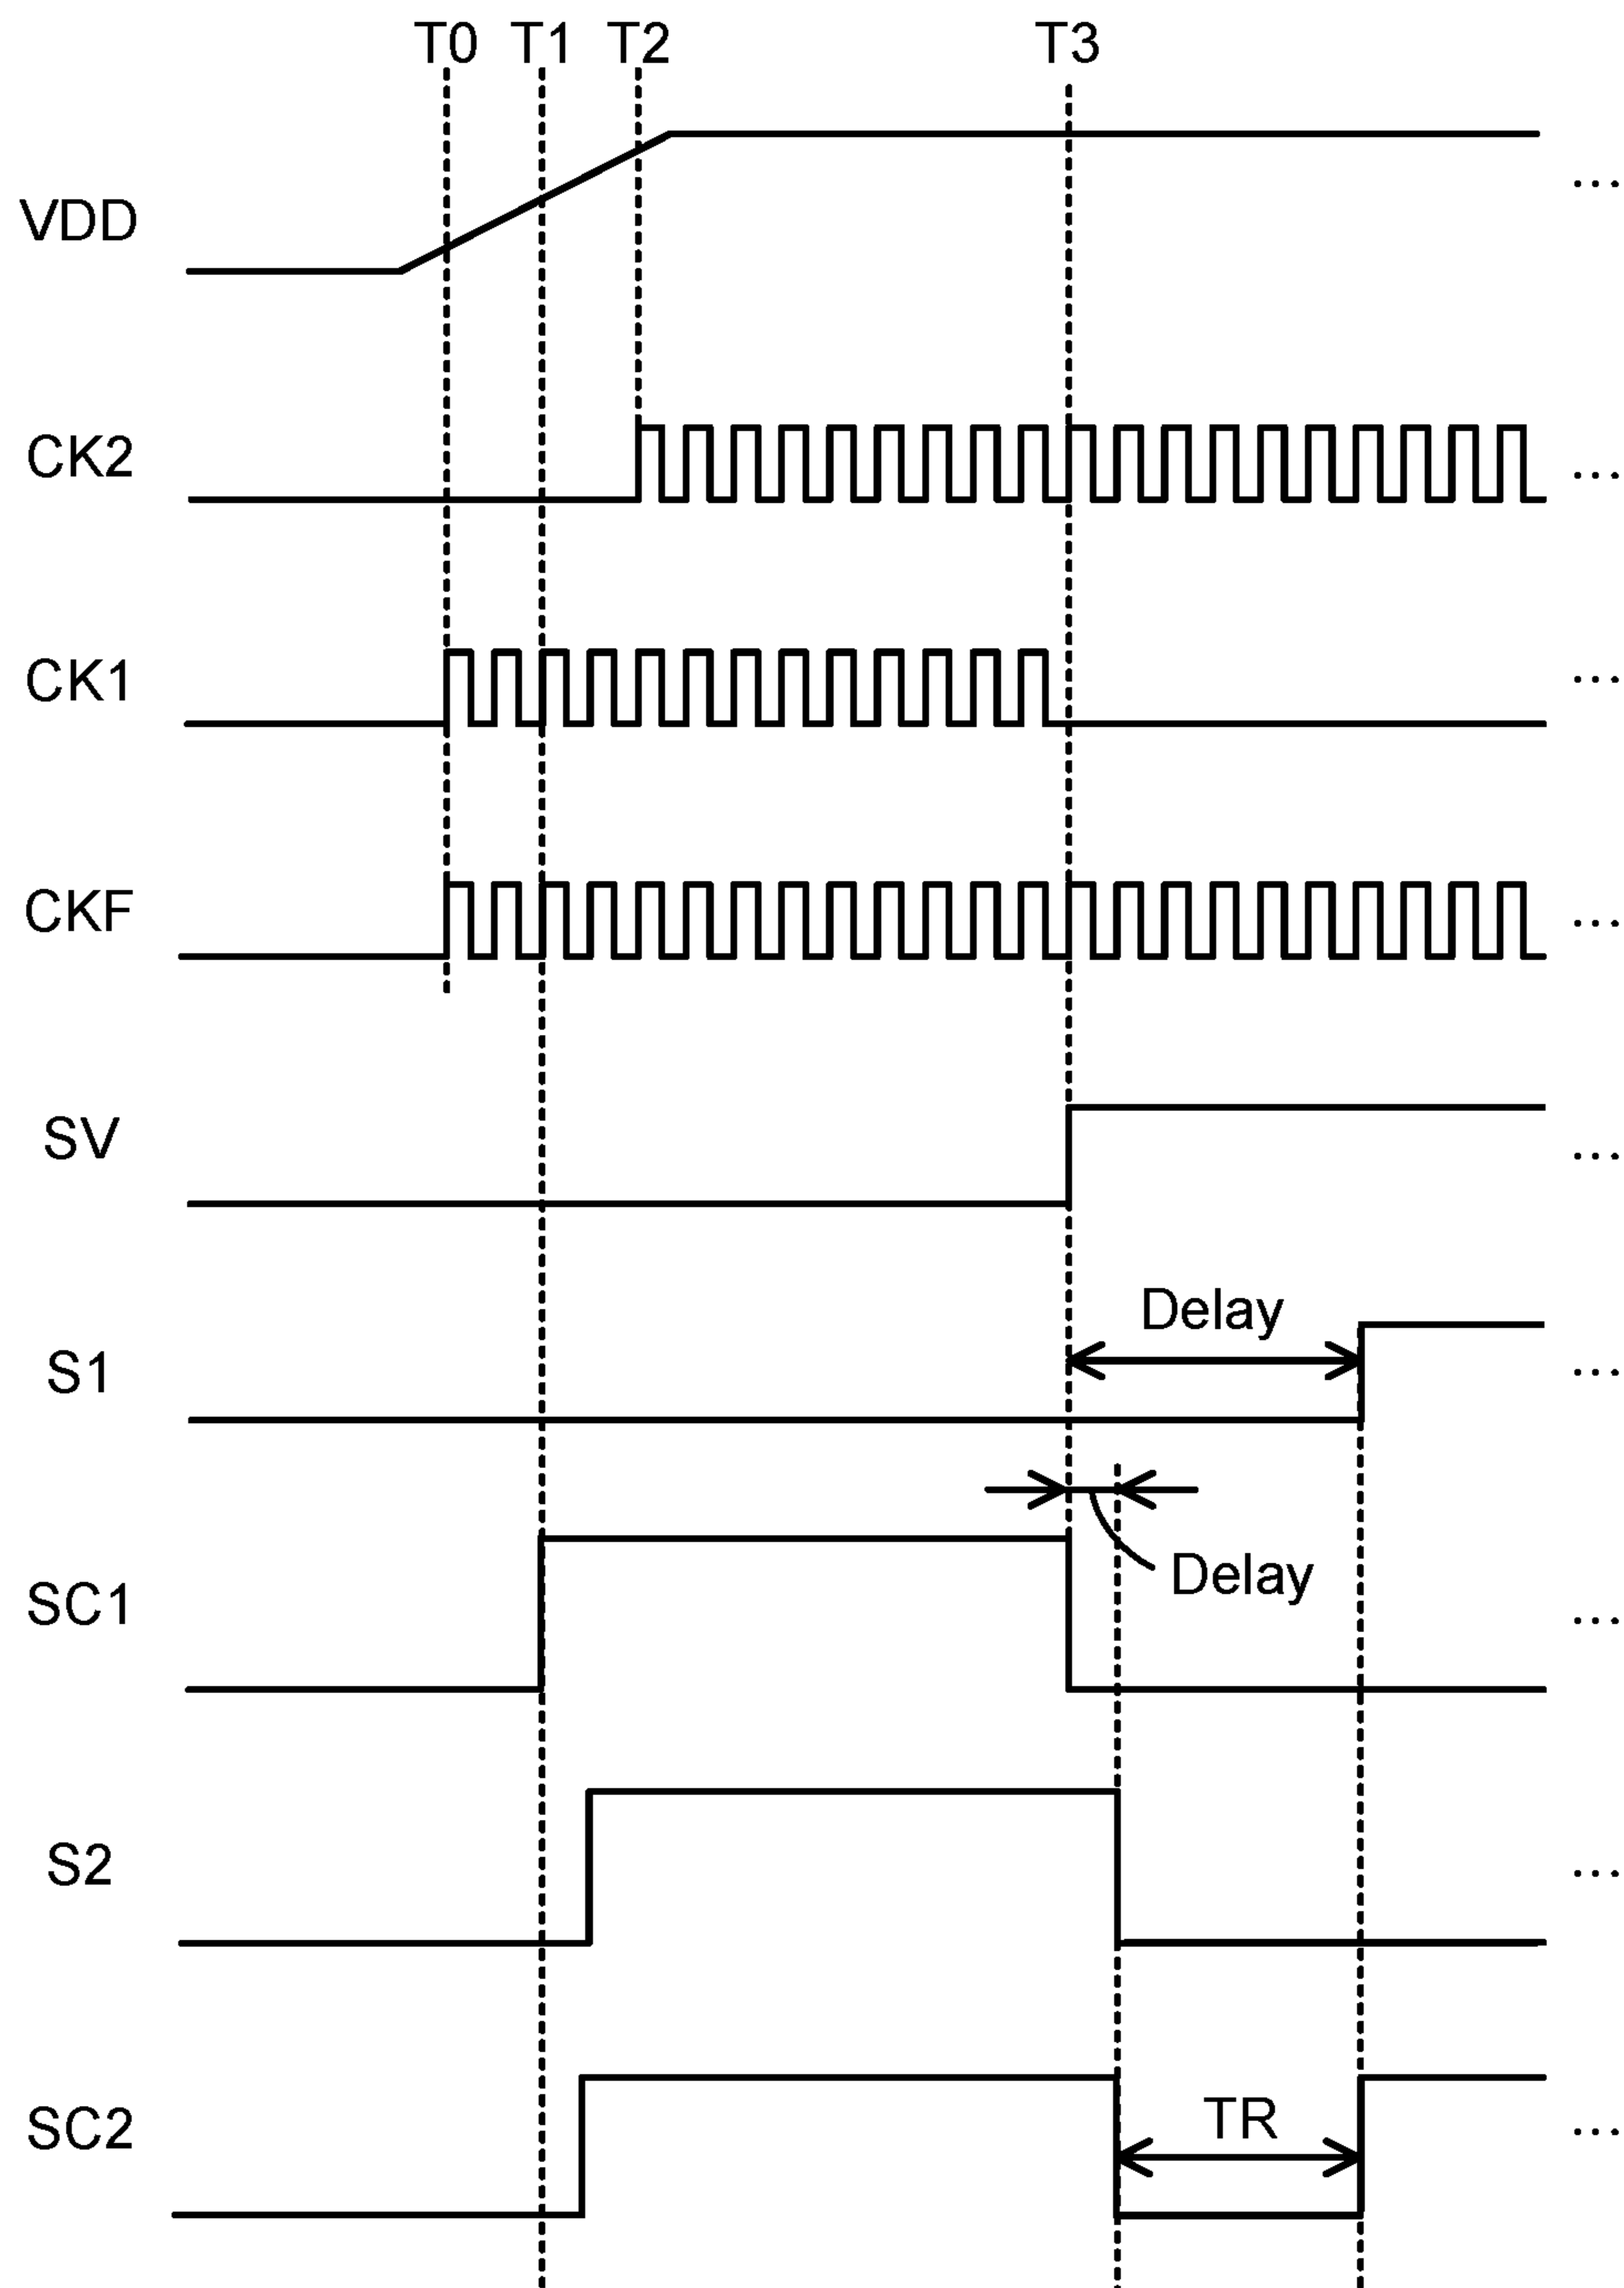 T0 T1 T2 T3
VDD
...
CK2
...
CK1
...
CKF
...
SV
...
Delay
S1
...
Delay
SC1
...
S2
...
TR
SC2
...